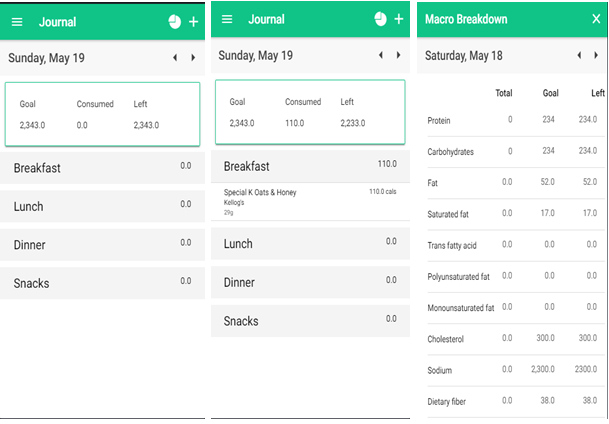 Journal
Sunday, May 19
Goal Consumed Left
2,343.0 0.0 2,343.0
Breakfast 0.0
Lunch 0.0
Dinner 0.0
Snacks 0.0
Journal
Sunday, May 19
Goal Consumed Left
2,343.0 110.0 2,233.0
Breakfast 110.0
Special K Oats & Honey 110.0 cals
Kellog's
29g
Lunch 0.0
Dinner 0.0
Snacks 0.0
Macro Breakdown X
Saturday, May 18
Total Goal Left
Protein 0 234 234.0
Carbohydrates 0 234 234.0
Fat 0.0 52.0 52.0
Saturated fat 0.0 17.0 17.0
Trans fatty acid 0.0 0.0 0.0
Polyunsaturated fat 0.0 0.0 0.0
Monounsaturated fat 0.0 0.0 0.0
Cholesterol 0.0 300.0 300.0
Sodium 0.0 2,300.0 2300.0
Dietary fiber 0.0 38.0 38.0